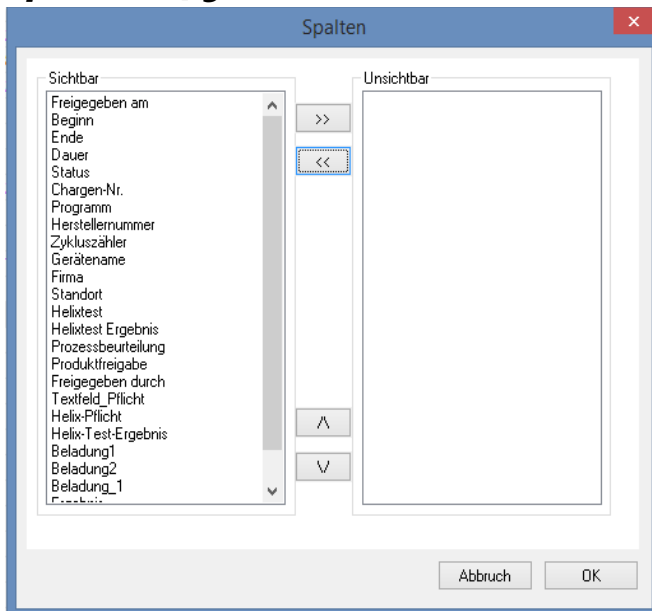 Spalten
Sichtbar
Freigegeben am
Beginn
Ende
Dauer
Status
Chargen-Nr.
Programm
Herstellernummer
Zykluszähler
Gerätename
Firma
Standort
Helixtest
Helixtest Ergebnis
Prozessbeurteilung
Produktfreigabe
Freigegeben durch
Textfeld_Pflicht
Helix-Pflicht
Helix-Test-Ergebnis
Beladung1
Beladung2
Beladung_1
>>
<<
/\
\/
Unsichtbar
Abbruch
OK